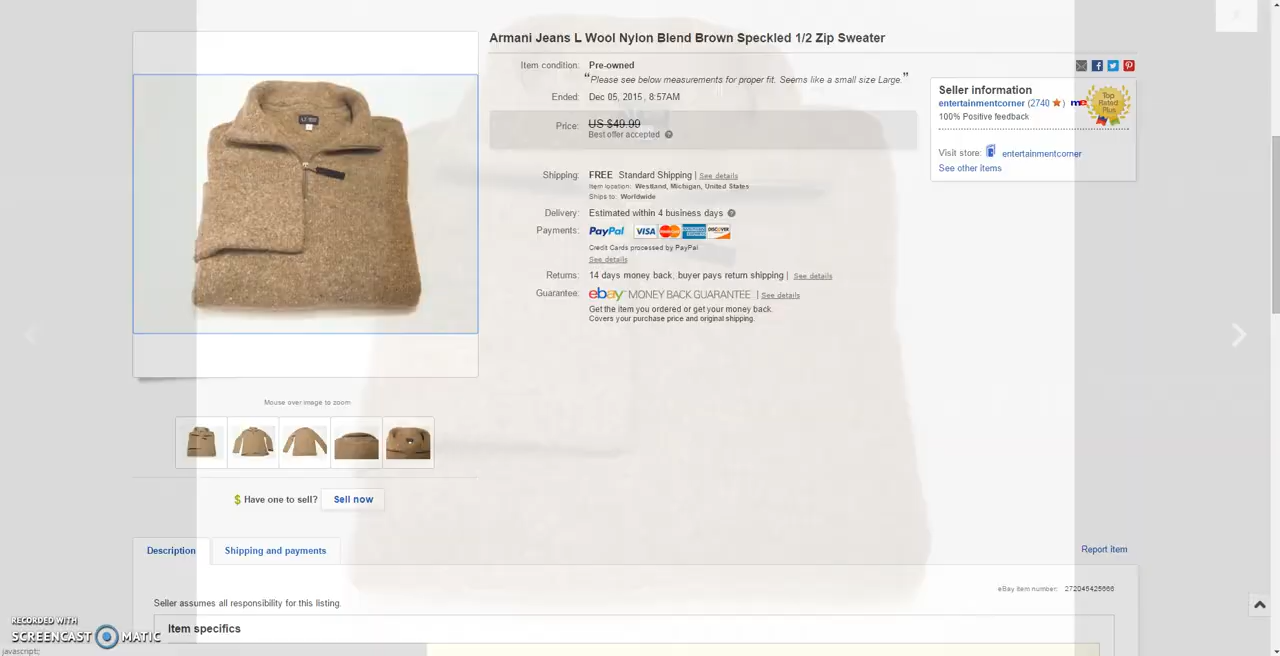 Armani Jeans L Wool Nylon Blend Brown Speckled 1/2 Zip Sweater
Item condition: Pre-owned
“Please see below measurements for proper fit. Seems like a small size Large.”
Ended: Dec 05, 2015 , 8:57AM
Price: US $49.99
Best offer accepted
Shipping: FREE Standard Shipping | See details
Item location: Westland, Michigan, United States
Ships to: Worldwide
Delivery: Estimated within 4 business days
Payments: PayPal VISA MasterCard DISCOVER
Credit Cards processed by PayPal
See details
Returns: 14 days money back, buyer pays return shipping | See details
Guarantee: ebay MONEY BACK GUARANTEE | See details
Get the item you ordered or get your money back.
Covers your purchase price and original shipping.
Seller information
entertainmentcorner (2740 ) me
Top Rated Plus
100% Positive feedback
Visit store: entertainmentcorner
See other items
Mouse over image to zoom
$ Have one to sell? Sell now
Description
Shipping and payments
Report item
eBay item number: 272045425666
Seller assumes all responsibility for this listing.
Item specifics
RECORDED WITH
SCREENCAST MATIC
javascript:;